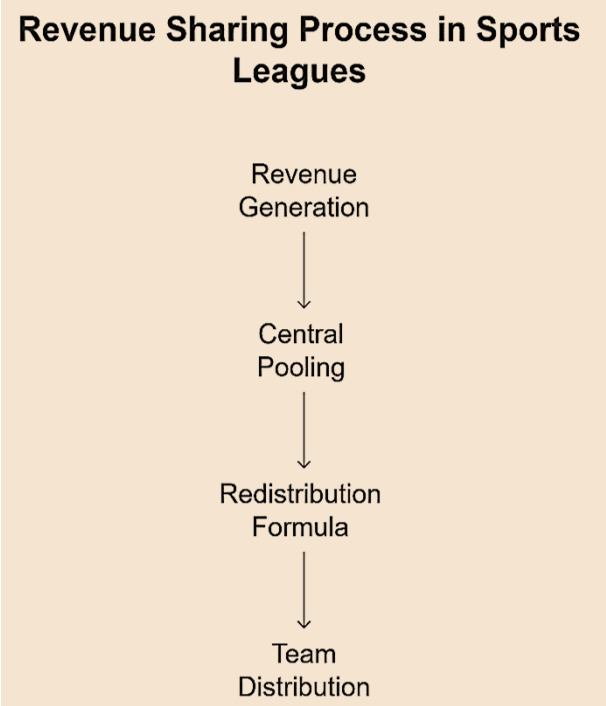 Revenue Sharing Process in Sports
Leagues
Revenue
Generation
Central
Pooling
Redistribution
Formula
Team
Distribution